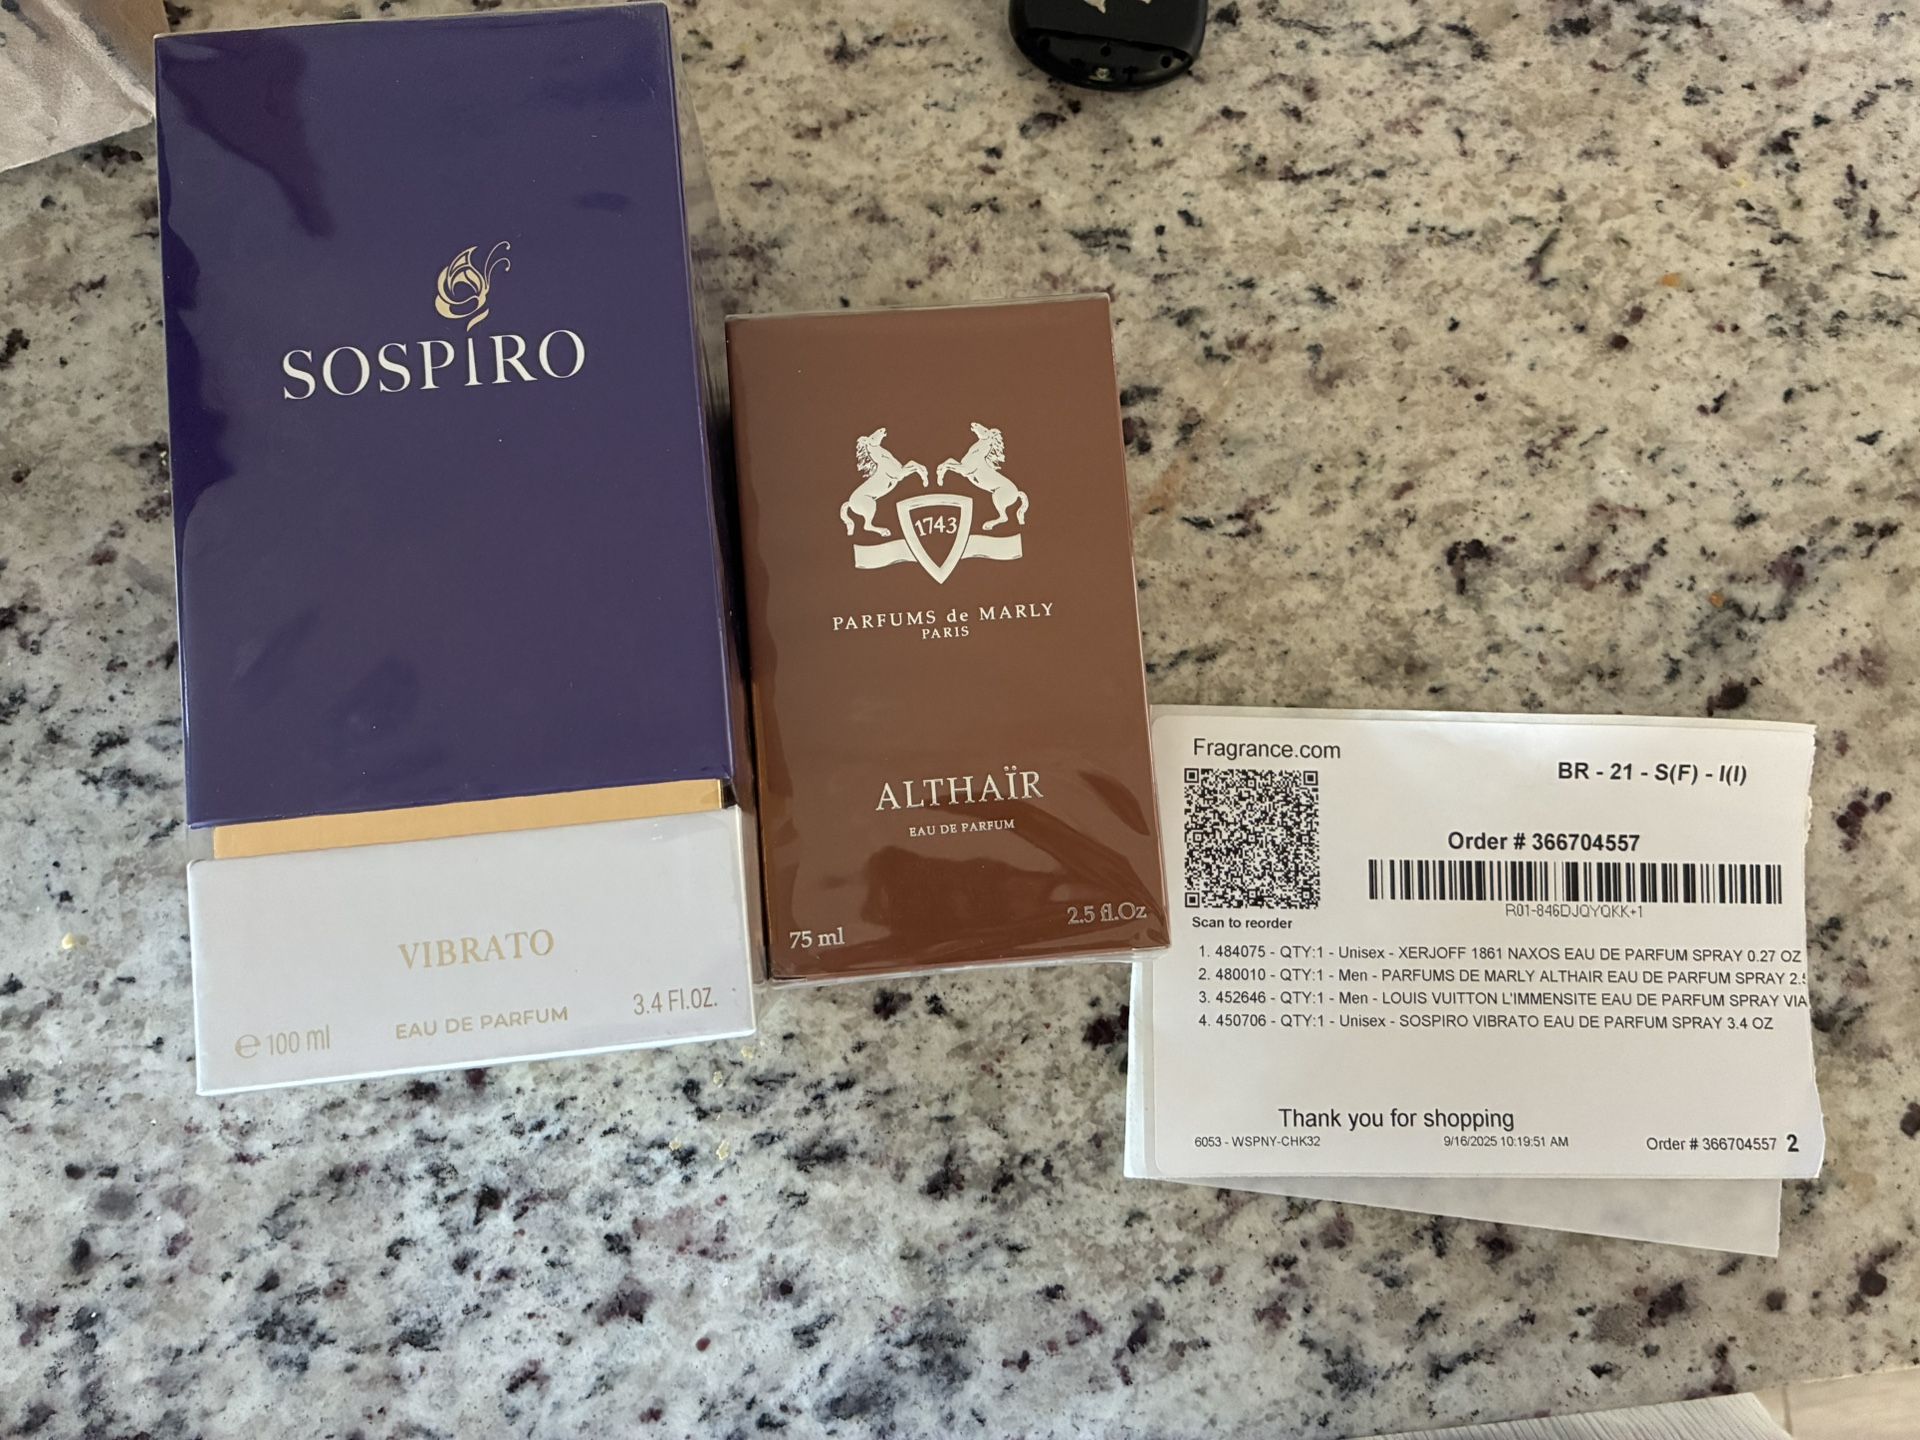 SOSPIRO
VIBRATO
EAU DE PARFUM
℮ 100 ml
3.4 Fl.OZ.
1743
PARFUMS de MARLY
PARIS
ALTHAÏR
EAU DE PARFUM
75 ml
2.5 fl.Oz
Fragrance.com
BR - 21 - S(F) - I(I)
Order # 366704557
R01-846DJQYQKK+1
Scan to reorder
1. 484075 - QTY:1 - Unisex - XERJOFF 1861 NAXOS EAU DE PARFUM SPRAY 0.27 OZ
2. 480010 - QTY:1 - Men - PARFUMS DE MARLY ALTHAIR EAU DE PARFUM SPRAY 2.5
3. 452646 - QTY:1 - Men - LOUIS VUITTON L'IMMENSITE EAU DE PARFUM SPRAY VIA
4. 450706 - QTY:1 - Unisex - SOSPIRO VIBRATO EAU DE PARFUM SPRAY 3.4 OZ
Thank you for shopping
6053 - WSPNY-CHK32
9/16/2025 10:19:51 AM
Order # 366704557 2